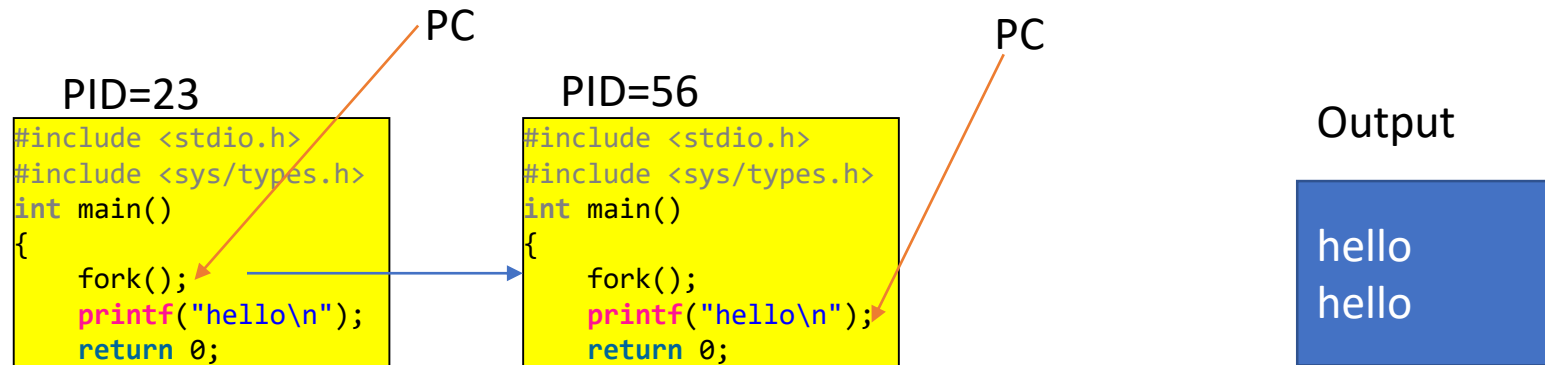 PC
PC
PID=23
PID=56
#include <stdio.h>
#include <sys/types.h>
int main()
{
    fork();
    printf("hello\n");
    return 0;
#include <stdio.h>
#include <sys/types.h>
int main()
{
    fork();
    printf("hello\n");
    return 0;
Output
hello
hello